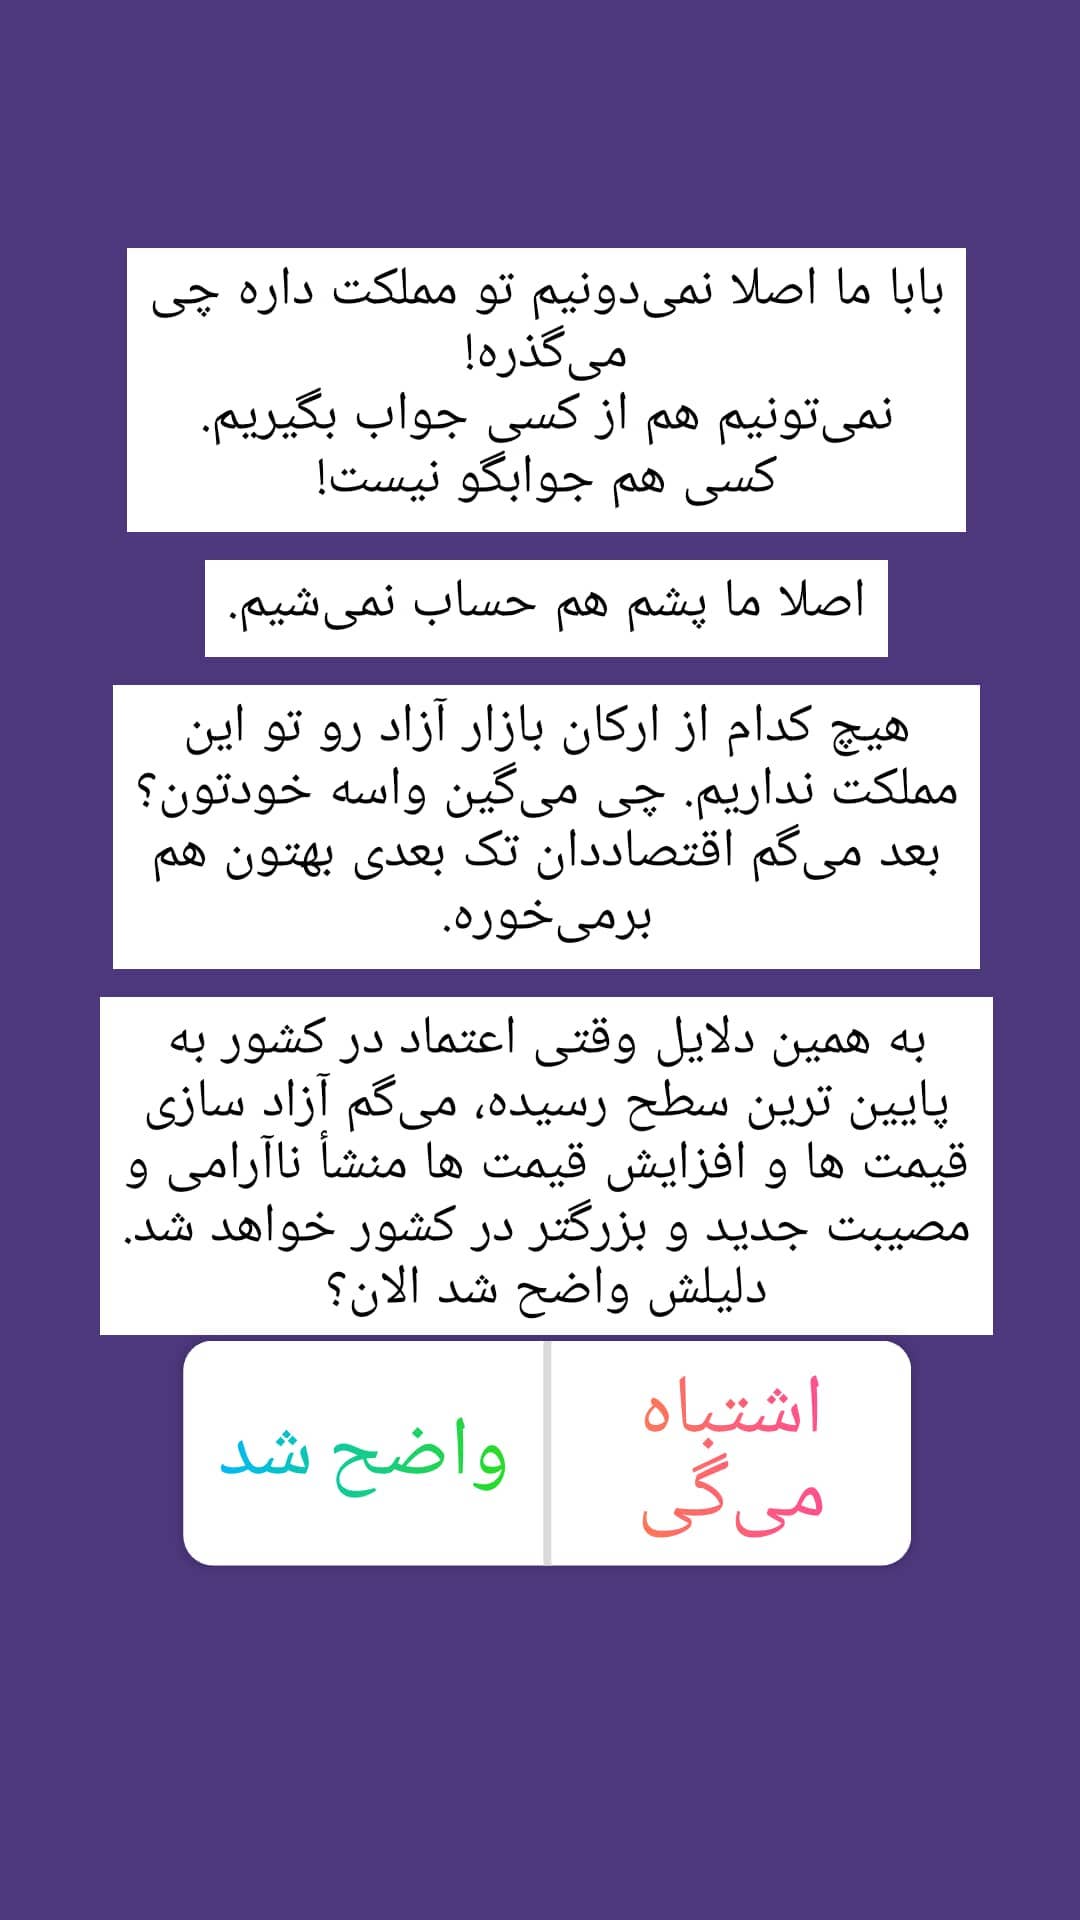 بابا ما اصلا نمی‌دونیم تو مملکت داره چی
می‌گذره!
نمی‌تونیم هم از کسی جواب بگیریم.
کسی هم جوابگو نیست!
اصلا ما پشم هم حساب نمی‌شیم.
هیچ کدام از ارکان بازار آزاد رو تو این
مملکت نداریم. چی می‌گین واسه خودتون؟
بعد می‌گم اقتصاددان تک بعدی بهتون هم
برمی‌خوره.
به همین دلایل وقتی اعتماد در کشور به
پایین ترین سطح رسیده، می‌گم آزاد سازی
قیمت ها و افزایش قیمت ها منشأ ناآرامی و
مصیبت جدید و بزرگتر در کشور خواهد شد.
دلیلش واضح شد الان؟
اشتباه
می‌گی
واضح شد